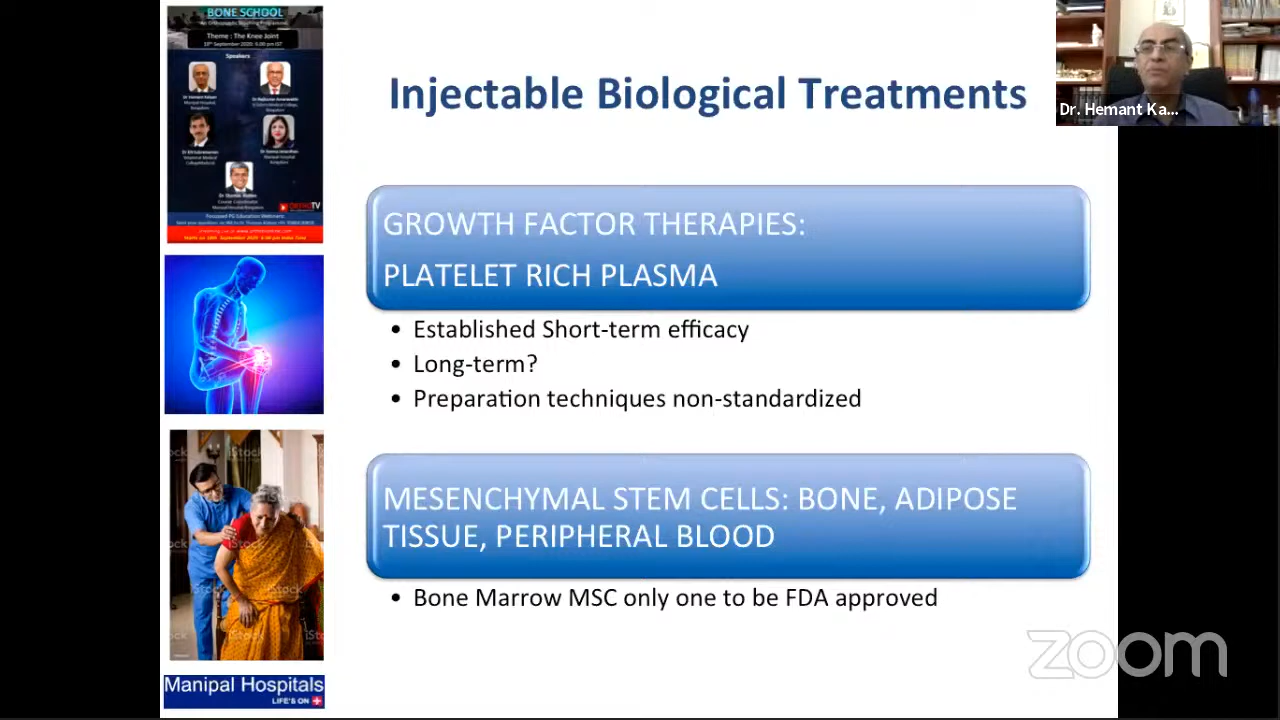 BONE SCHOOL
Theme : The Knee Joint
Speakers
Injectable Biological Treatments
Dr. Hemant Ka...
GROWTH FACTOR THERAPIES:
PLATELET RICH PLASMA
• Established Short-term efficacy
• Long-term?
• Preparation techniques non-standardized
MESENCHYMAL STEM CELLS: BONE, ADIPOSE
TISSUE, PERIPHERAL BLOOD
• Bone Marrow MSC only one to be FDA approved
iStock
Manipal Hospitals
LIFE'S ON
zoom